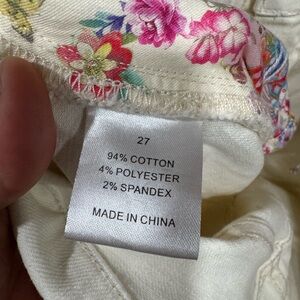 27
94% COTTON
4% POLYESTER
2% SPANDEX
MADE IN CHINA